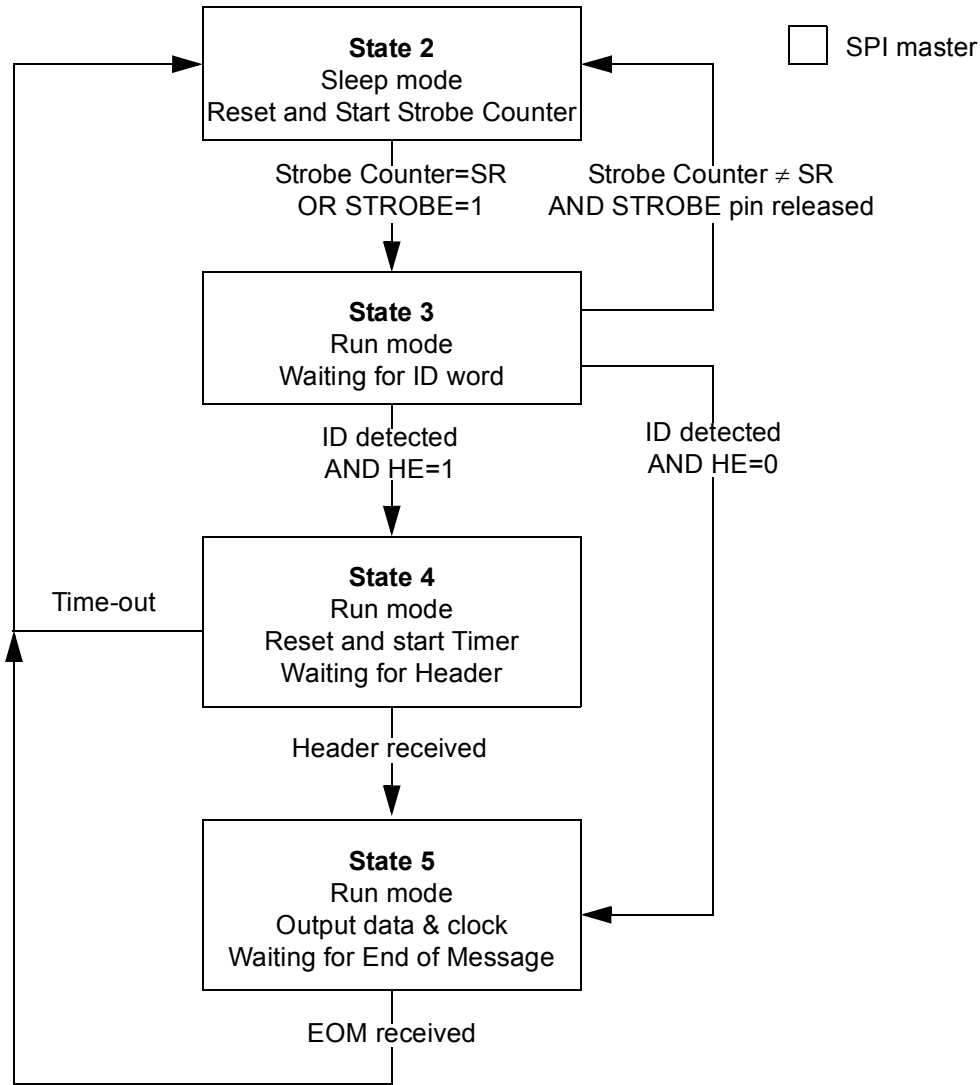 State 2
Sleep mode
Reset and Start Strobe Counter
SPI master
Strobe Counter=SR
OR STROBE=1
Strobe Counter ≠ SR
AND STROBE pin released
State 3
Run mode
Waiting for ID word
ID detected
AND HE=1
ID detected
AND HE=0
State 4
Run mode
Reset and start Timer
Waiting for Header
Time-out
Header received
State 5
Run mode
Output data & clock
Waiting for End of Message
EOM received